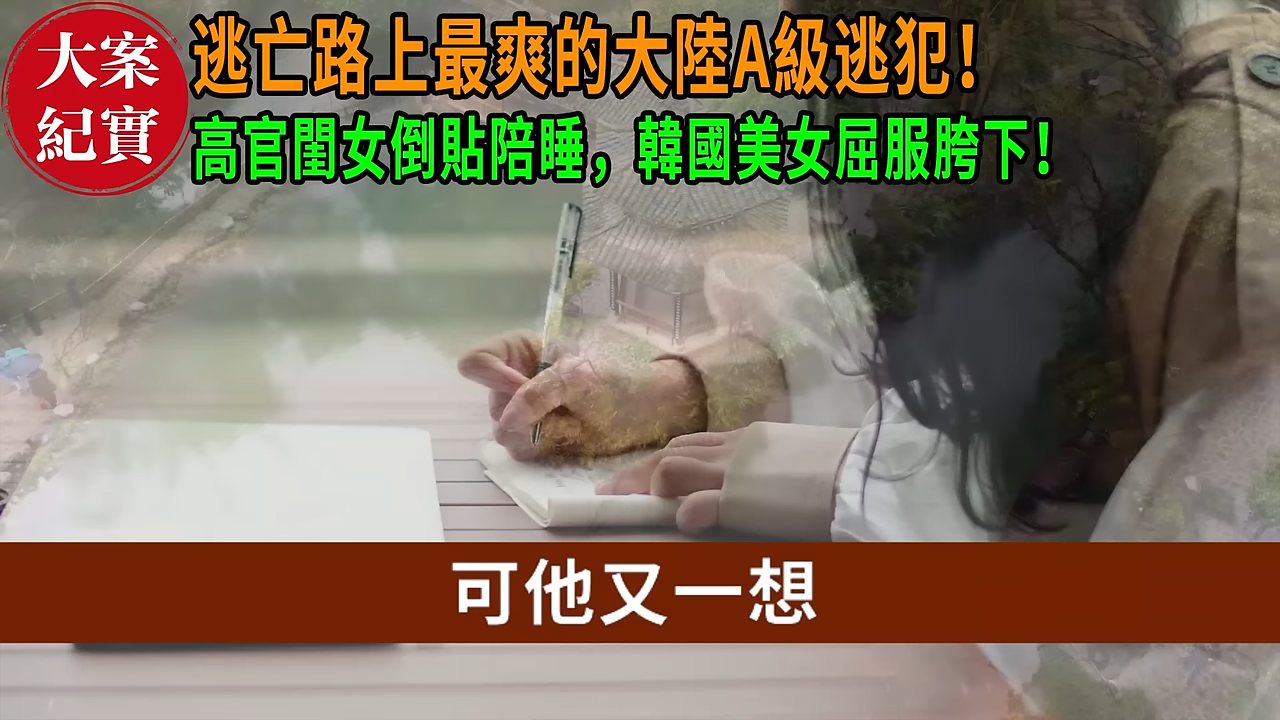 大案
紀實
逃亡路上最爽的大陸A級逃犯！
高官閨女倒貼陪睡，韓國美女屈服胯下！
可他又一想